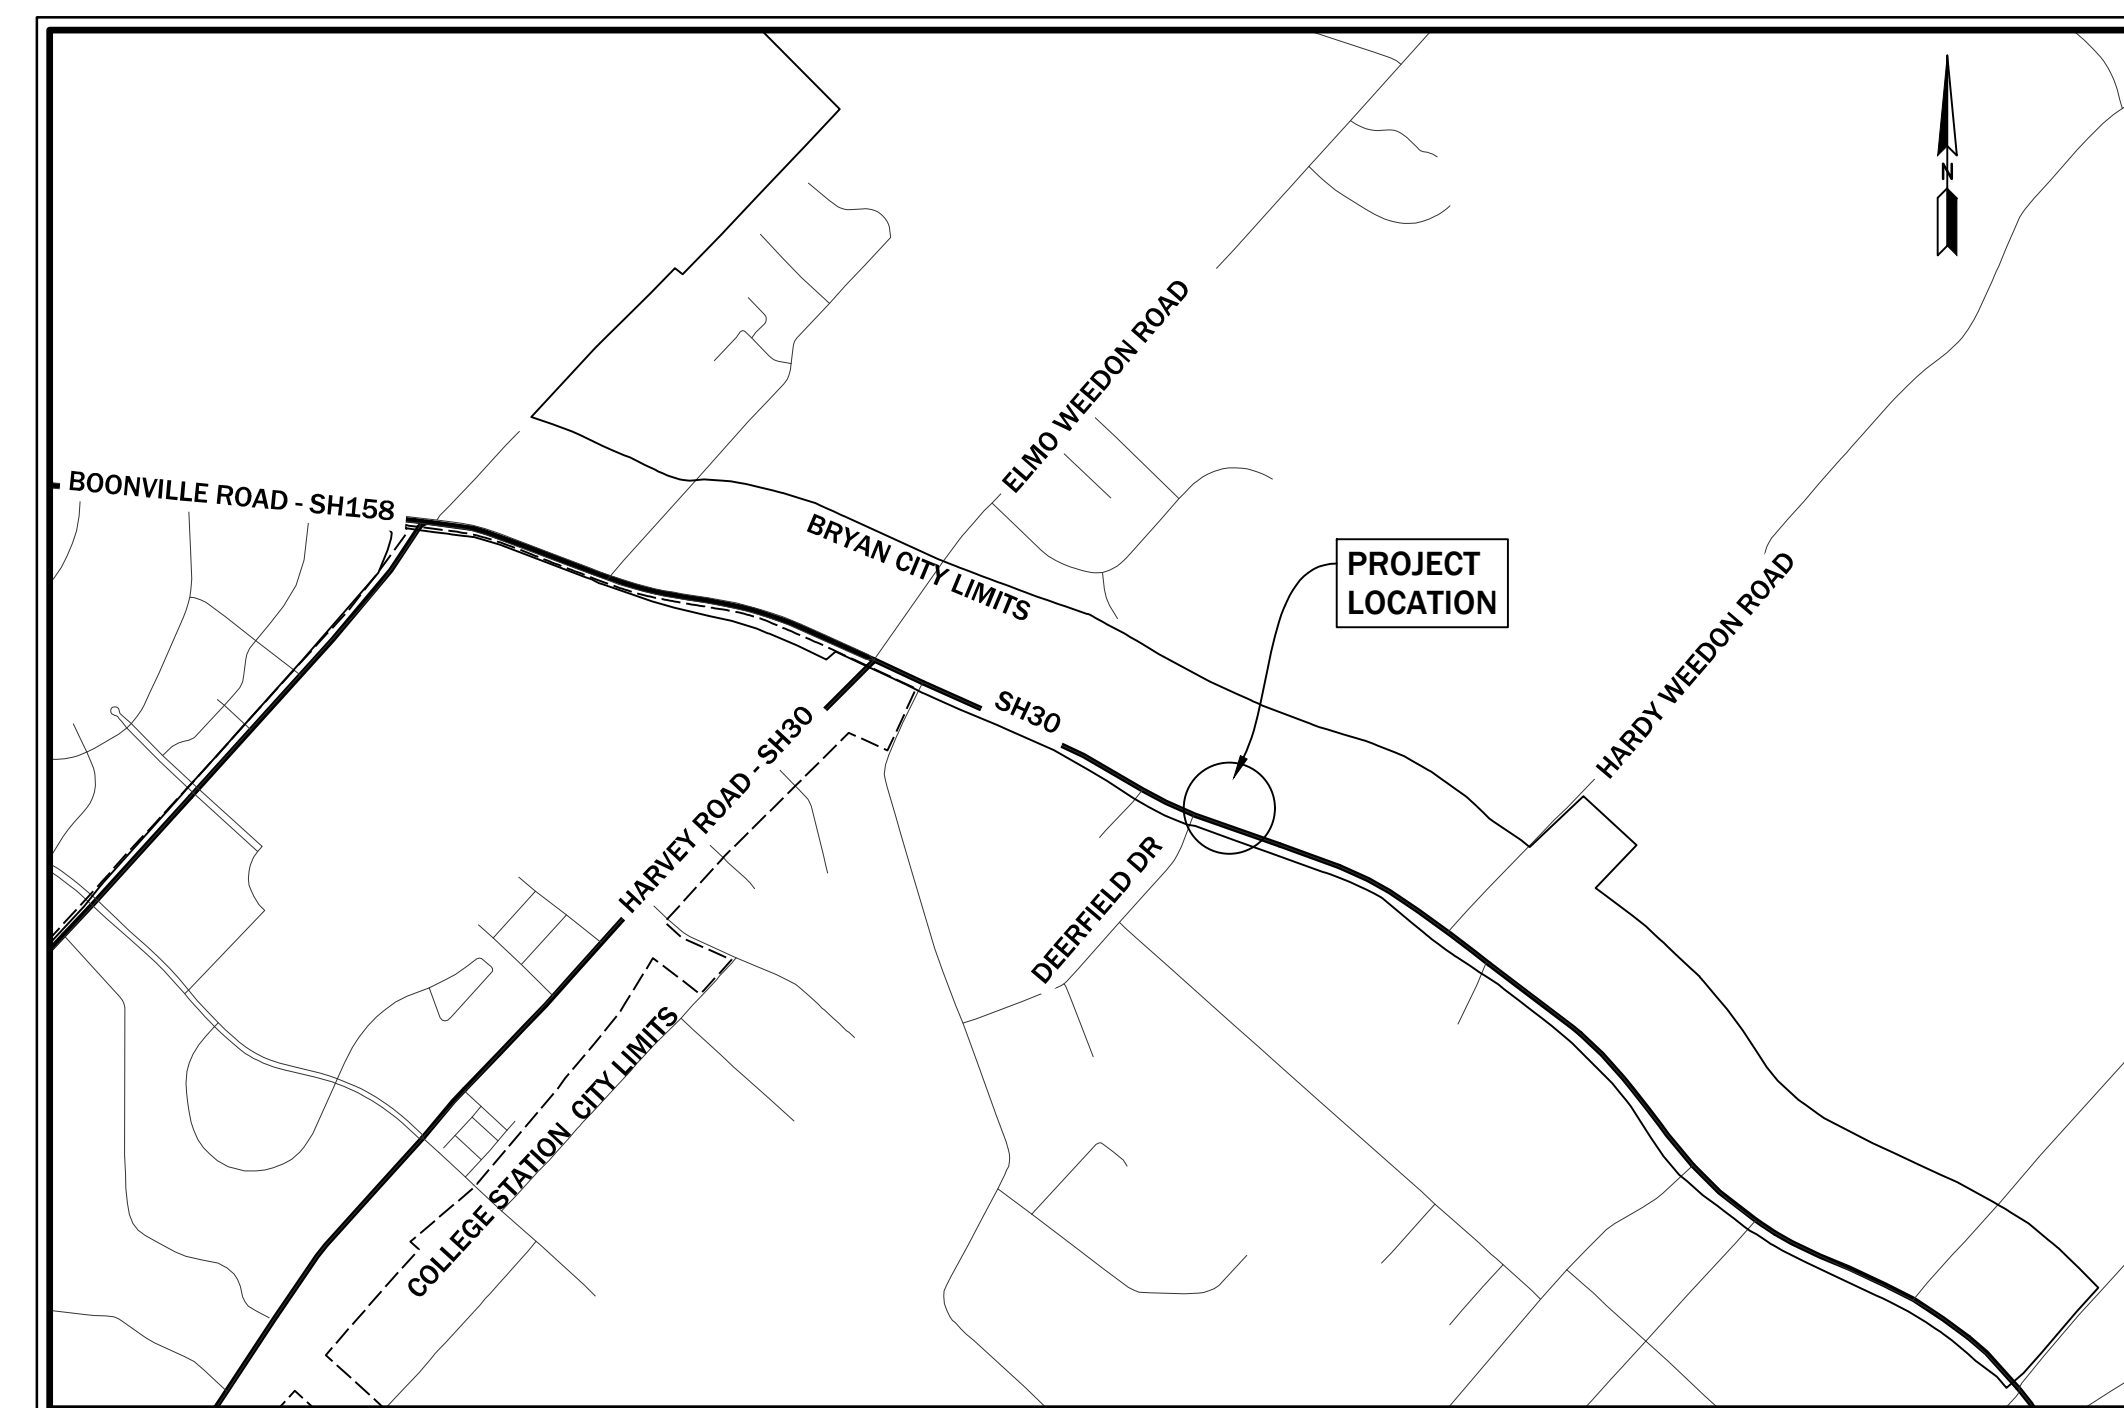 N
ELMO WEEDON ROAD
BOONVILLE ROAD - SH158
BRYAN CITY LIMITS
PROJECT
LOCATION
HARDY WEEDON ROAD
SH30
HARVEY ROAD - SH30
DEERFIELD DR
COLLEGE STATION CITY LIMITS